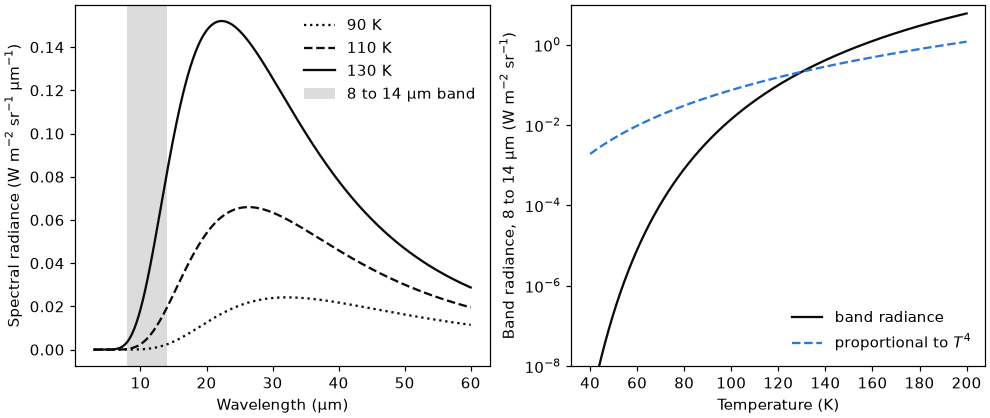 Spectral radiance (W m⁻² sr⁻¹ μm⁻¹)
0.14
0.12
0.10
0.08
0.06
0.04
0.02
0.00
90 K
110 K
130 K
8 to 14 μm band
10
20
30
40
50
60
Wavelength (μm)
Band radiance, 8 to 14 μm (W m⁻² sr⁻¹)
10⁰
10⁻²
10⁻⁴
10⁻⁶
10⁻⁸
band radiance
proportional to T⁴
40
60
80
100
120
140
160
180
200
Temperature (K)